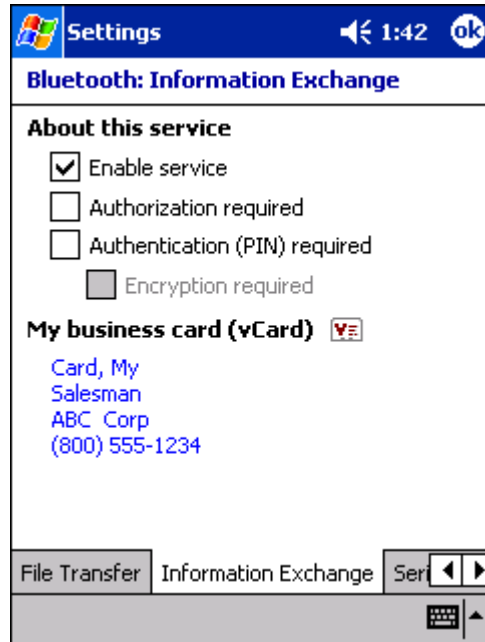 Settings 1:42 ok
Bluetooth: Information Exchange
About this service
Enable service
Authorization required
Authentication (PIN) required
Encryption required
My business card (vCard)
Card, My
Salesman
ABC Corp
(800) 555-1234
File Transfer Information Exchange Seri